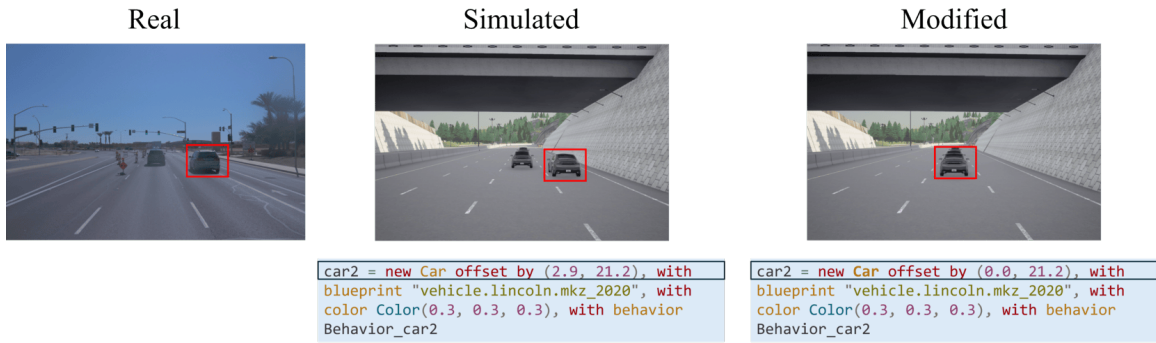 Real
Simulated
Modified
car2 = new Car offset by (2.9, 21.2), with
blueprint "vehicle.lincoln.mkz_2020", with
color Color(0.3, 0.3, 0.3), with behavior
Behavior_car2
car2 = new Car offset by (0.0, 21.2), with
blueprint "vehicle.lincoln.mkz_2020", with
color Color(0.3, 0.3, 0.3), with behavior
Behavior_car2